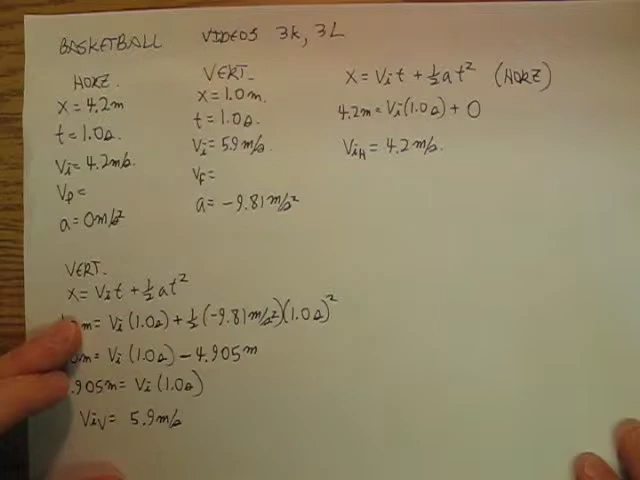 BASKETBALL VIDEOS 3k, 3L
HORZ.
x = 4.2m
t = 1.0s.
Vi = 4.2m/s.
VF =
a = 0m/s²
VERT.
x = 1.0m.
t = 1.0s.
Vi = 5.9m/s.
VF =
a = -9.81m/s²
x = Vit + ½at² (HORZ)
4.2m = Vi(1.0s) + 0
ViH = 4.2m/s.
VERT.
x = Vit + ½at²
m = Vi(1.0s) + ½(-9.81m/s²)(1.0s)²
m = Vi(1.0s) - 4.905m
.905m = Vi(1.0s)
ViV = 5.9m/s